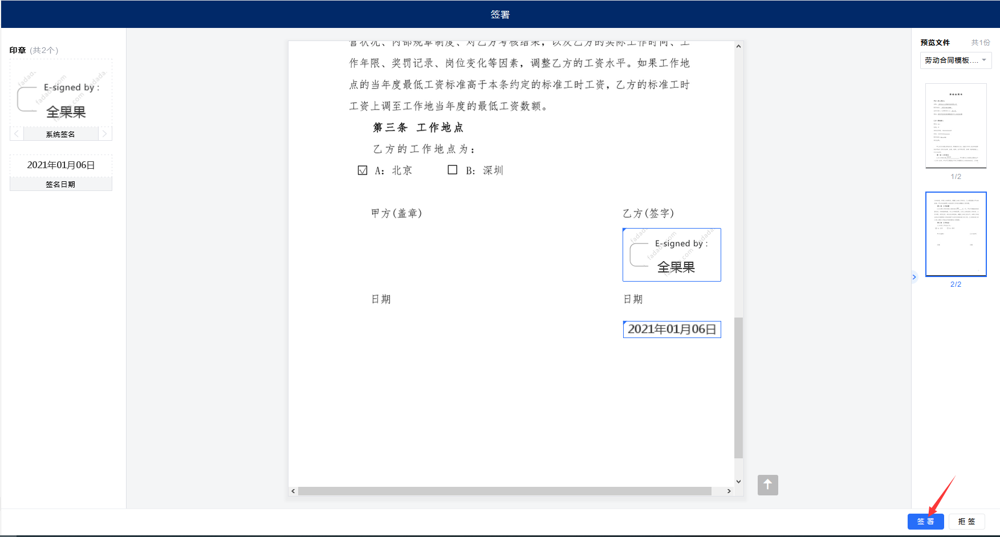 签署
印章 (共2个)
fadada.com
E-signed by :
全果果
系统签名
2021年01月06日
签名日期
营状况、内部规章制度、对乙方考核结果，以及乙方的实际工作时间、工
作年限、奖罚记录、岗位变化等因素，调整乙方的工资水平。如果工作地
点的当年度最低工资标准高于本条约定的标准工时工资，乙方的标准工时
工资上调至工作地当年度的最低工资数额。
第三条 工作地点
乙方的工作地点为：
A：北京 B：深圳
甲方(盖章) 乙方(签字)
fadada.com
E-signed by :
全果果
日期 日期
2021年01月06日
预览文件 共1份
劳动合同模板....
1/2
2/2
签署 拒签